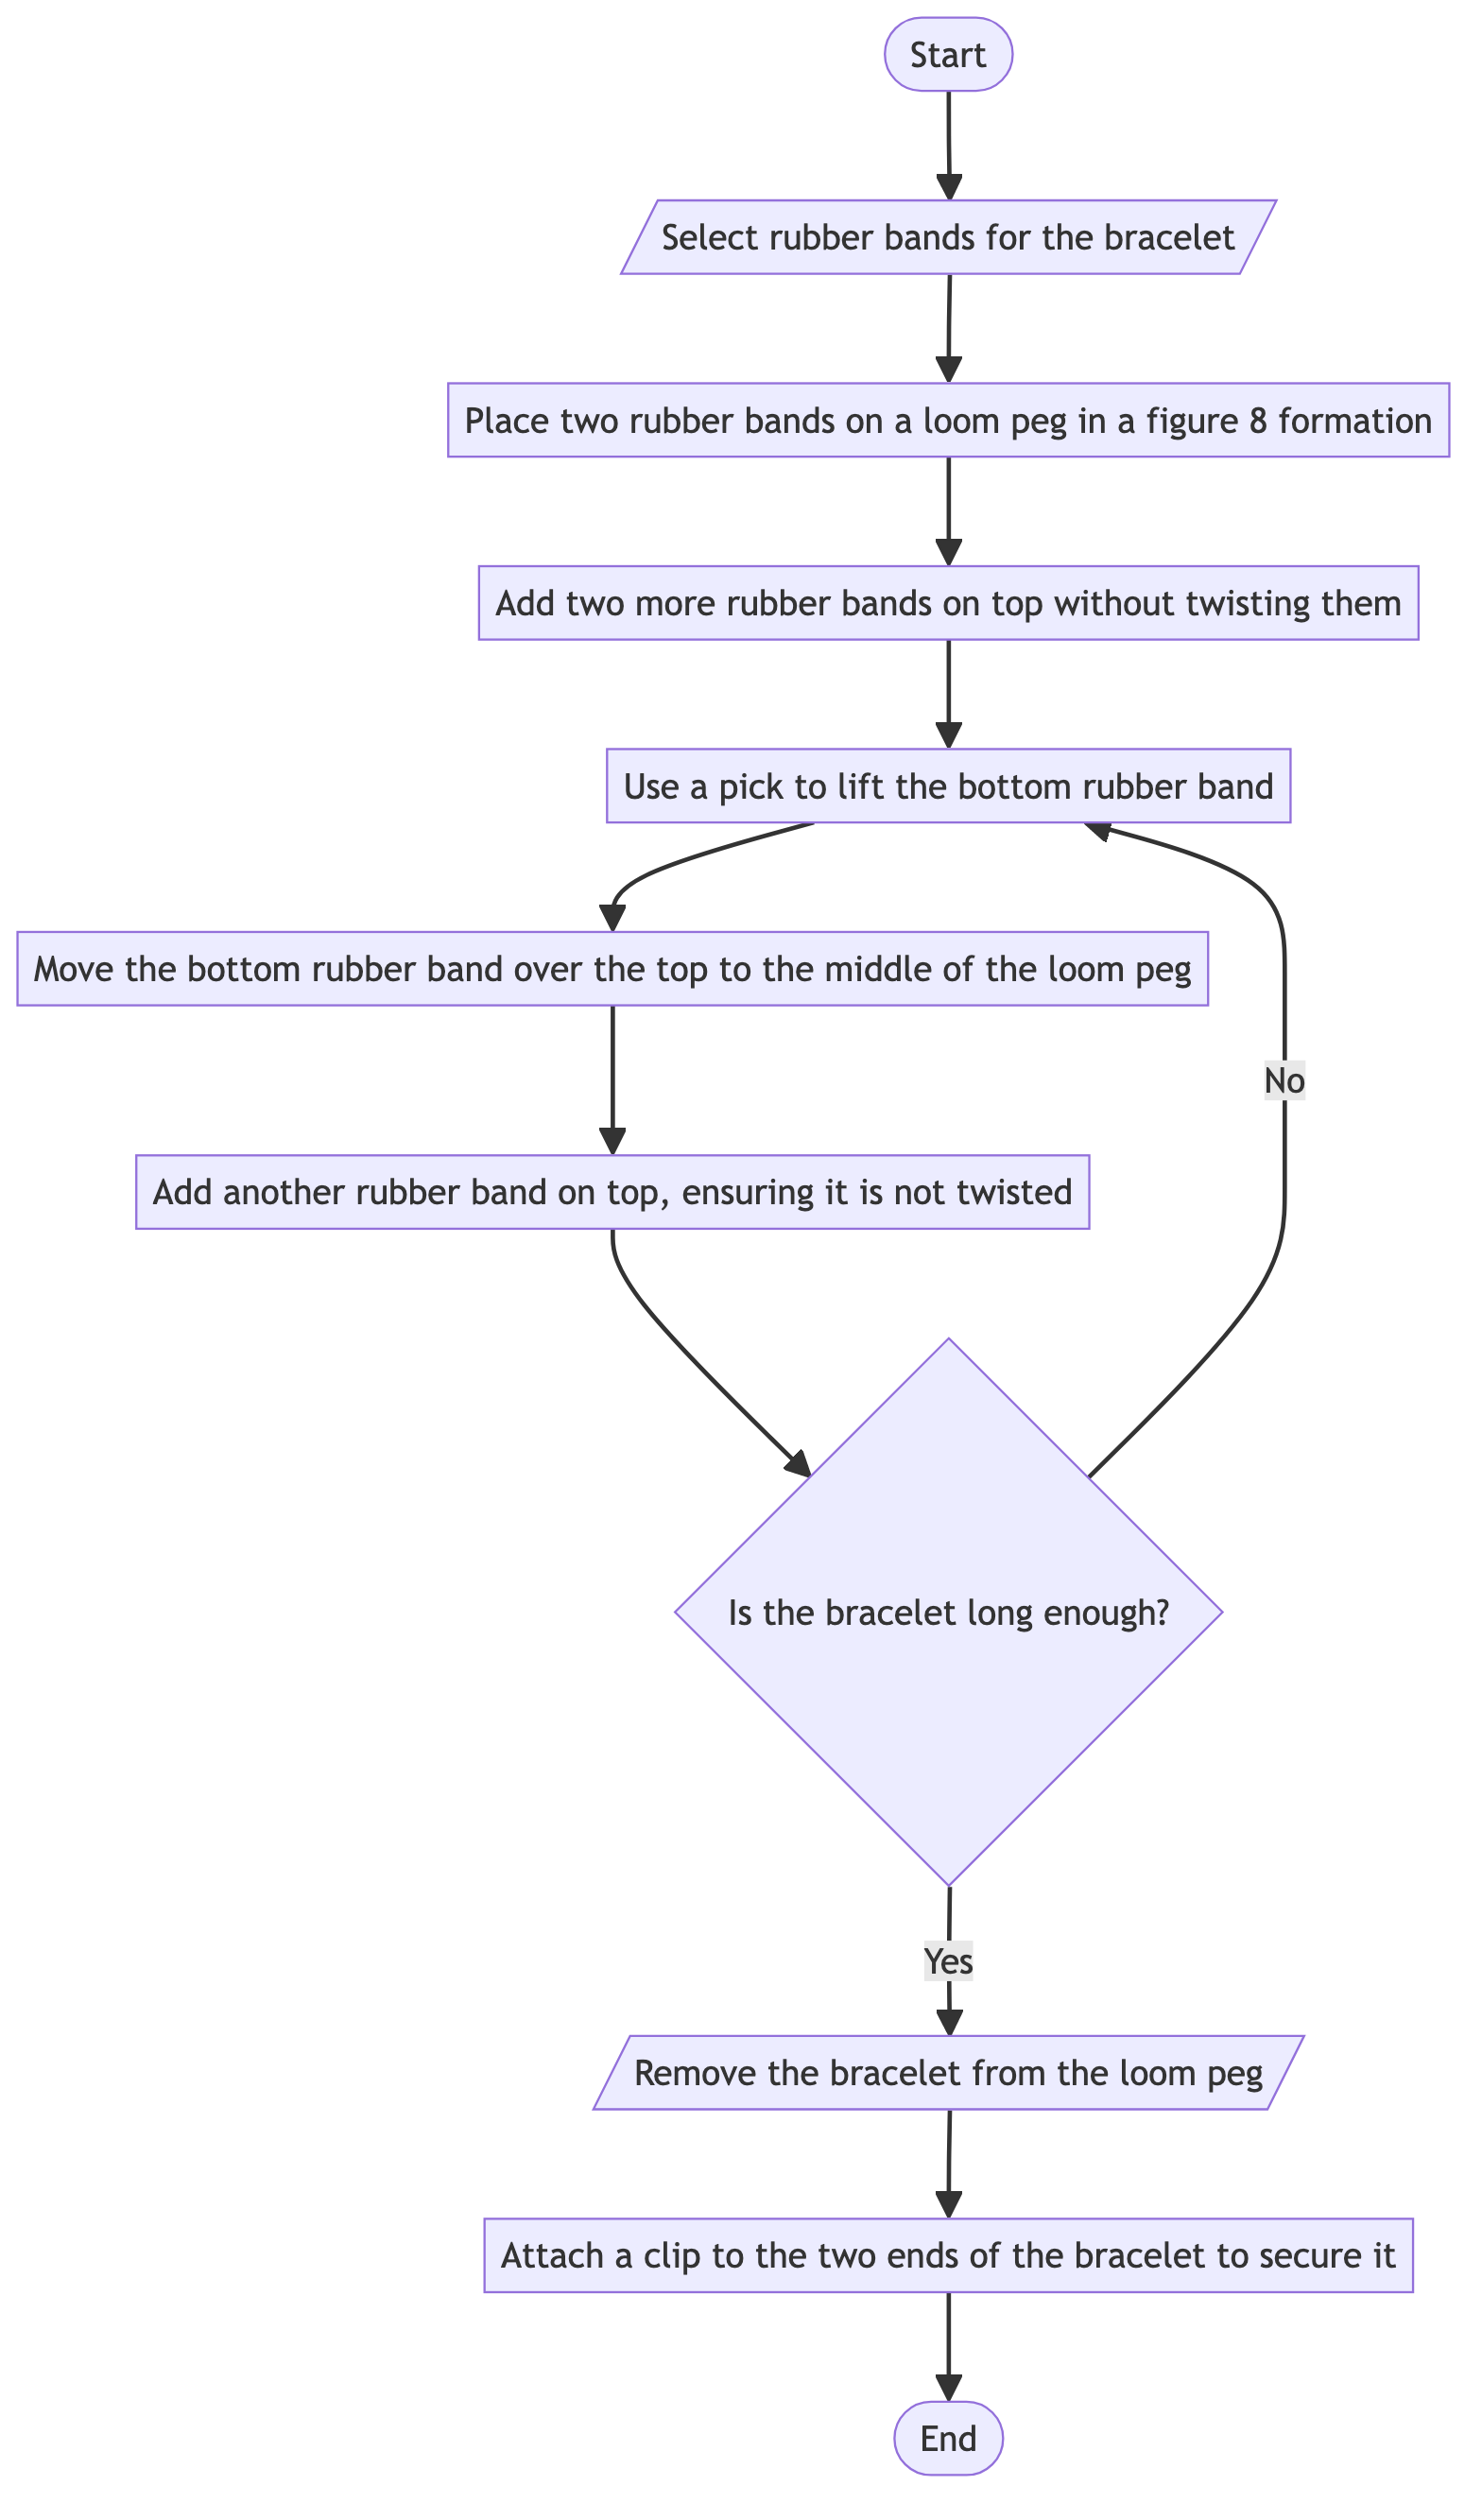 Start
Select rubber bands for the bracelet
Place two rubber bands on a loom peg in a figure 8 formation
Add two more rubber bands on top without twisting them
Use a pick to lift the bottom rubber band
Move the bottom rubber band over the top to the middle of the loom peg
No
Add another rubber band on top, ensuring it is not twisted
Is the bracelet long enough?
Yes
Remove the bracelet from the loom peg
Attach a clip to the two ends of the bracelet to secure it
End